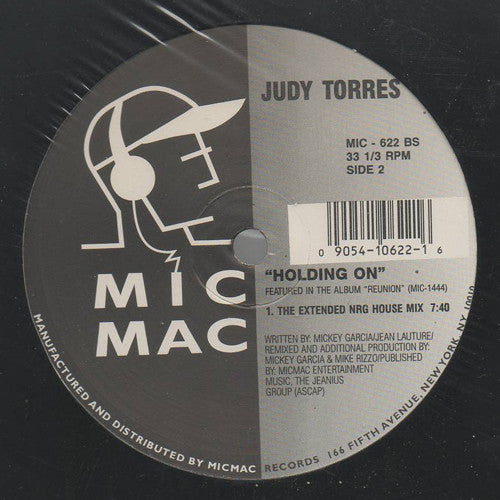 JUDY TORRES
MIC - 622 BS
33 1/3 RPM
SIDE 2
0 9054-10622-1 6
MIC
MAC
"HOLDING ON"
FEATURED IN THE ALBUM "REUNION" (MIC-1444)
1. THE EXTENDED NRG HOUSE MIX 7:40
WRITTEN BY: MICKEY GARCIA/JEAN LAUTURE/
REMIXED AND ADDITIONAL PRODUCTION BY:
MICKEY GARCIA & MIKE RIZZO/PUBLISHED
BY: MICMAC ENTERTAINMENT
MUSIC, THE JEANIUS
GROUP (ASCAP)
MANUFACTURED AND DISTRIBUTED BY MICMAC RECORDS 166 FIFTH AVENUE, NEW YORK, NY 10010